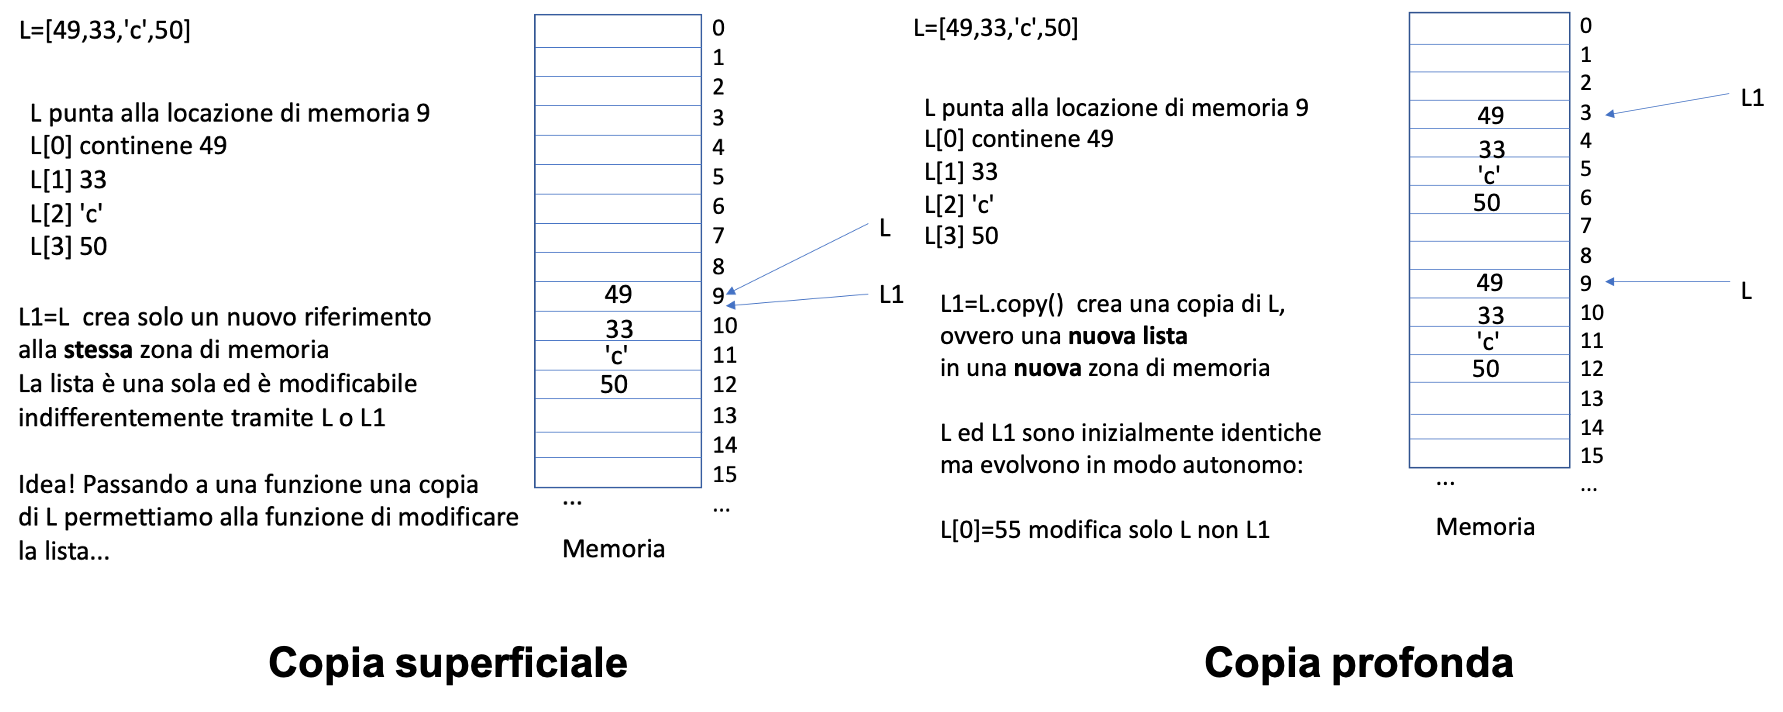 L=[49,33,'c',50]
L punta alla locazione di memoria 9
L[0] continene 49
L[1] 33
L[2] 'c'
L[3] 50
L1=L  crea solo un nuovo riferimento
alla stessa zona di memoria
La lista è una sola ed è modificabile
indifferentemente tramite L o L1
Idea! Passando a una funzione una copia
di L permettiamo alla funzione di modificare
la lista...
0
1
2
3
4
5
6
7
8
49 9
33 10
'c' 11
50 12
13
14
15
... ...
L
L1
Memoria
Copia superficiale
L=[49,33,'c',50]
L punta alla locazione di memoria 9
L[0] continene 49
L[1] 33
L[2] 'c'
L[3] 50
L1=L.copy()  crea una copia di L,
ovvero una nuova lista
in una nuova zona di memoria
L ed L1 sono inizialmente identiche
ma evolvono in modo autonomo:
L[0]=55 modifica solo L non L1
0
1
2
49 3
33 4
'c' 5
50 6
7
8
49 9
33 10
'c' 11
50 12
13
14
15
... ...
L1
L
Memoria
Copia profonda